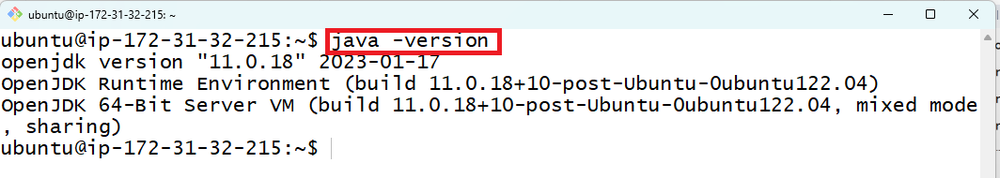 ubuntu@ip-172-31-32-215: ~
ubuntu@ip-172-31-32-215:~$ java -version
openjdk version "11.0.18" 2023-01-17
OpenJDK Runtime Environment (build 11.0.18+10-post-Ubuntu-0ubuntu122.04)
OpenJDK 64-Bit Server VM (build 11.0.18+10-post-Ubuntu-0ubuntu122.04, mixed mode
, sharing)
ubuntu@ip-172-31-32-215:~$